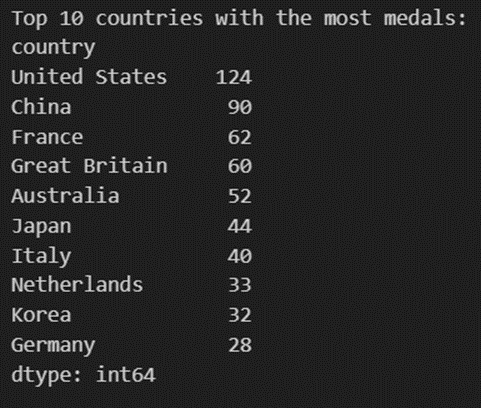 Top 10 countries with the most medals:
country
United States    124
China             90
France            62
Great Britain     60
Australia         52
Japan             44
Italy             40
Netherlands       33
Korea             32
Germany           28
dtype: int64